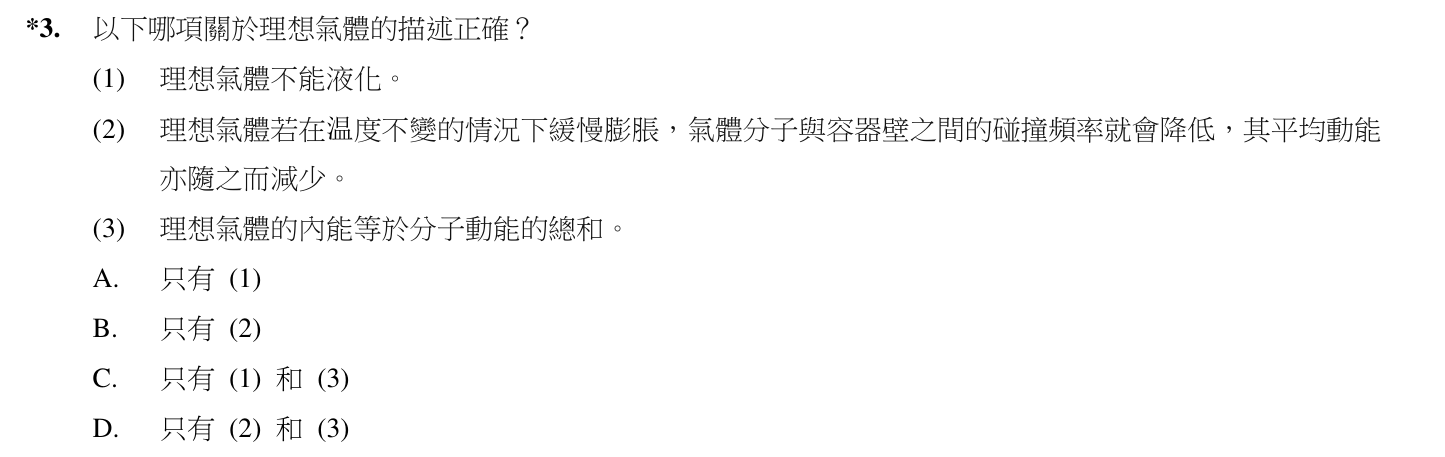 *3. 以下哪項關於理想氣體的描述正確？
(1) 理想氣體不能液化。
(2) 理想氣體若在温度不變的情況下緩慢膨脹，氣體分子與容器壁之間的碰撞頻率就會降低，其平均動能
亦隨之而減少。
(3) 理想氣體的內能等於分子動能的總和。
A. 只有 (1)
B. 只有 (2)
C. 只有 (1) 和 (3)
D. 只有 (2) 和 (3)